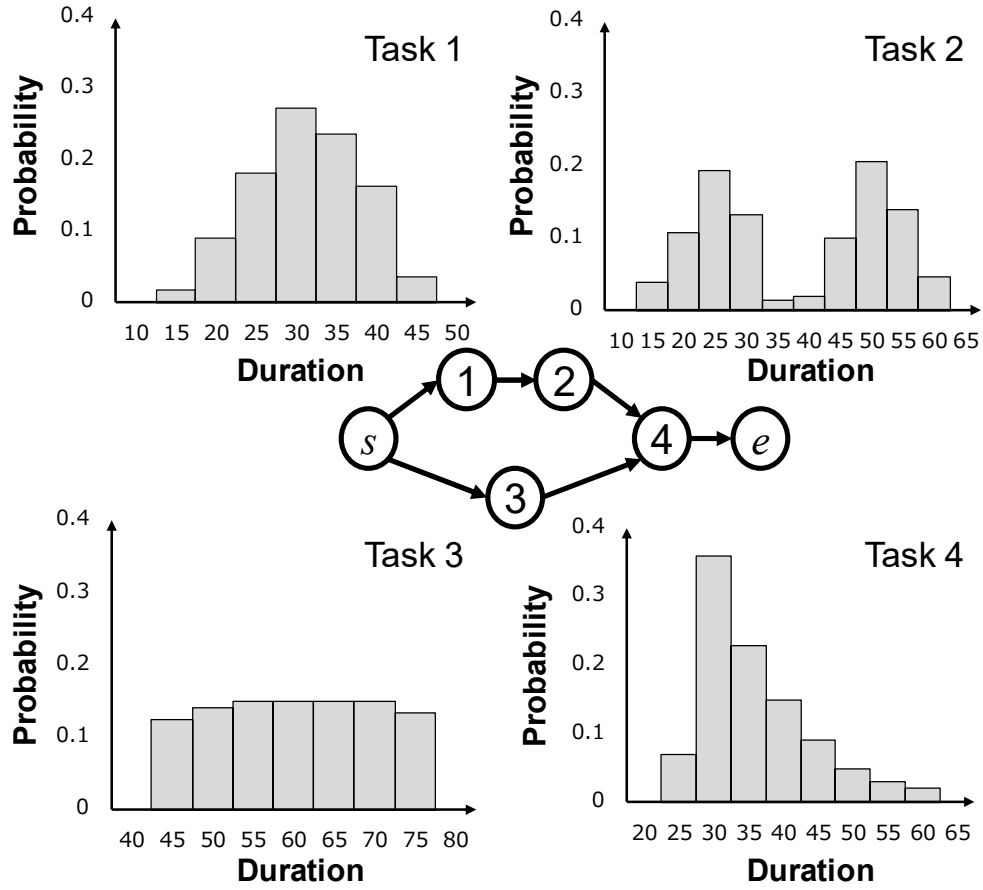 Task 1
Probability
0.4
0.3
0.2
0.1
0
10 15 20 25 30 35 40 45 50
Duration
Task 2
Probability
0.4
0.3
0.2
0.1
0
10 15 20 25 30 35 40 45 50 55 60 65
Duration
s
1
2
3
4
e
Task 3
Probability
0.4
0.3
0.2
0.1
0
40 45 50 55 60 65 70 75 80
Duration
Task 4
Probability
0.4
0.3
0.2
0.1
0
20 25 30 35 40 45 50 55 60 65
Duration